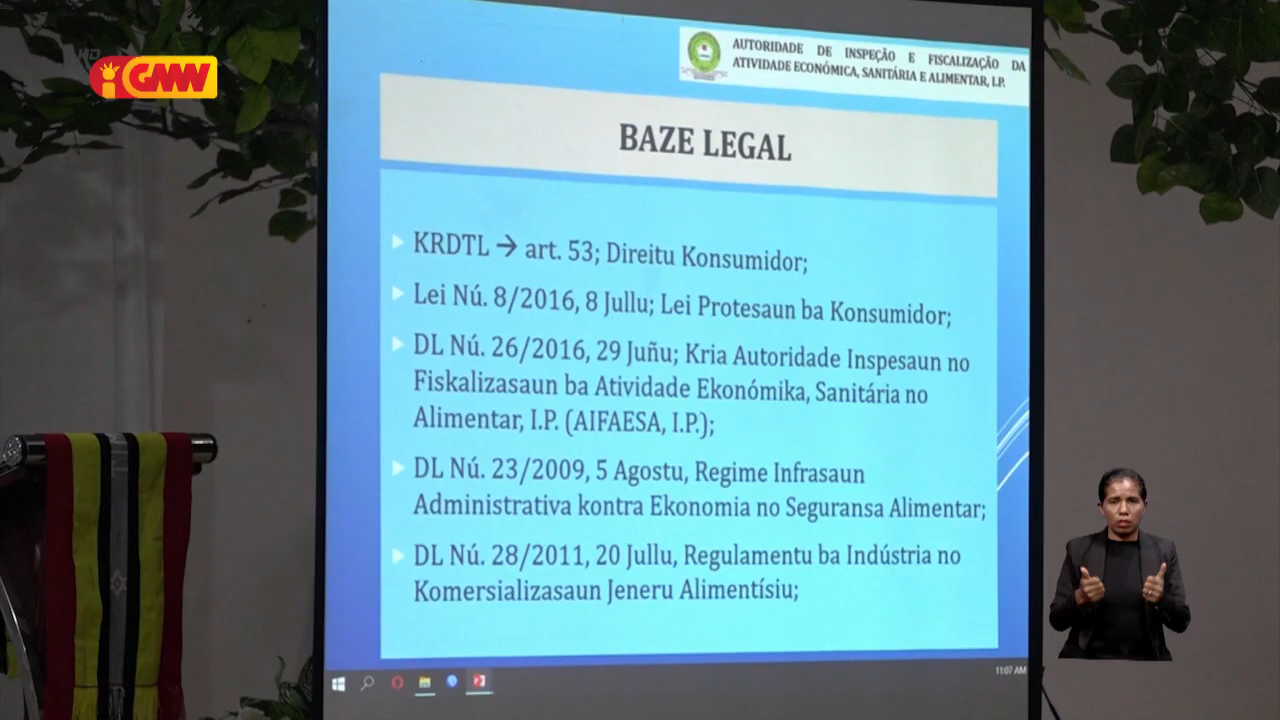 HD
GMW
AUTORIDADE DE INSPEÇÃO E FISCALIZAÇÃO DA
ATIVIDADE ECONÓMICA, SANITÁRIA E ALIMENTAR, I.P.
BAZE LEGAL
KRDTL → art. 53; Direitu Konsumidor;
Lei Nú. 8/2016, 8 Jullu; Lei Protesaun ba Konsumidor;
DL Nú. 26/2016, 29 Juñu; Kria Autoridade Inspesaun no
Fiskalizasaun ba Atividade Ekonómika, Sanitária no
Alimentar, I.P. (AIFAESA, I.P.);
DL Nú. 23/2009, 5 Agostu, Regime Infrasaun
Administrativa kontra Ekonomia no Seguransa Alimentar;
DL Nú. 28/2011, 20 Jullu, Regulamentu ba Indústria no
Komersializasaun Jeneru Alimentísiu;
11:07 AM